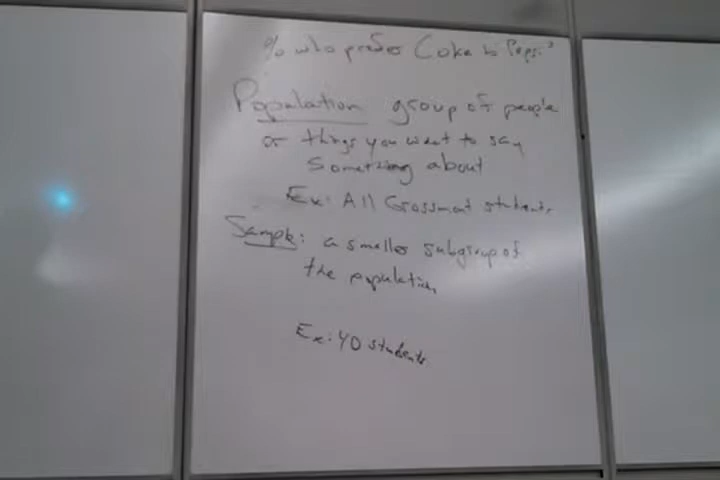 % who prefer Coke to Pepsi?
Population group of people
or things you want to say
something about
Ex: All Grossmont students
Sample: a smaller subgroup of
the population
Ex: 40 students